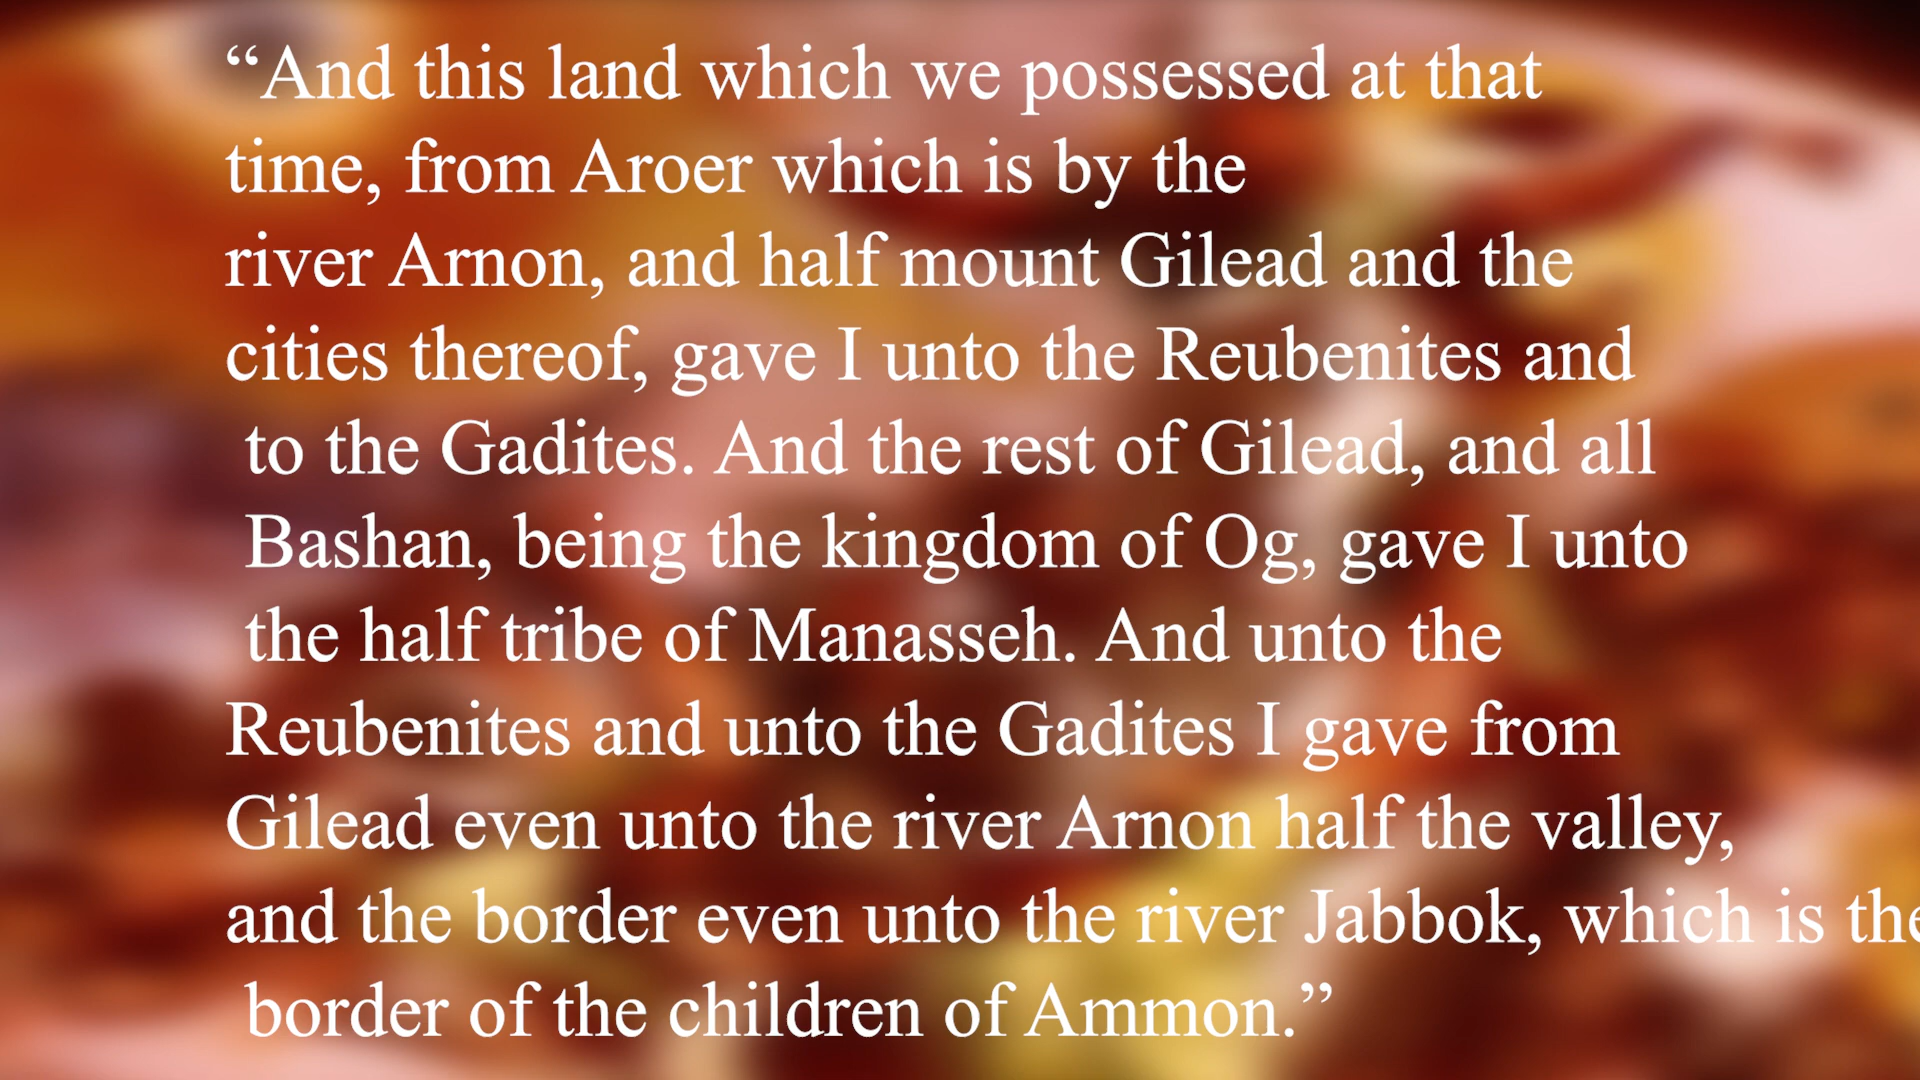 “And this land which we possessed at that
time, from Aroer which is by the
river Arnon, and half mount Gilead and the
cities thereof, gave I unto the Reubenites and
to the Gadites. And the rest of Gilead, and all
Bashan, being the kingdom of Og, gave I unto
the half tribe of Manasseh. And unto the
Reubenites and unto the Gadites I gave from
Gilead even unto the river Arnon half the valley,
and the border even unto the river Jabbok, which is the
border of the children of Ammon.”